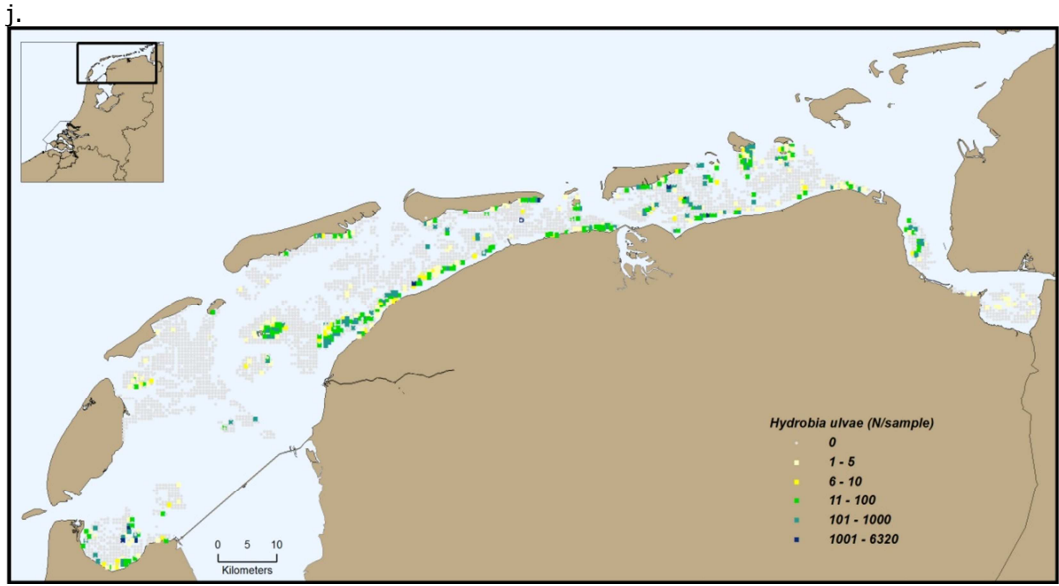 j.
Hydrobia ulvae (N/sample)
0
1 - 5
6 - 10
11 - 100
101 - 1000
1001 - 6320
0 5 10
Kilometers